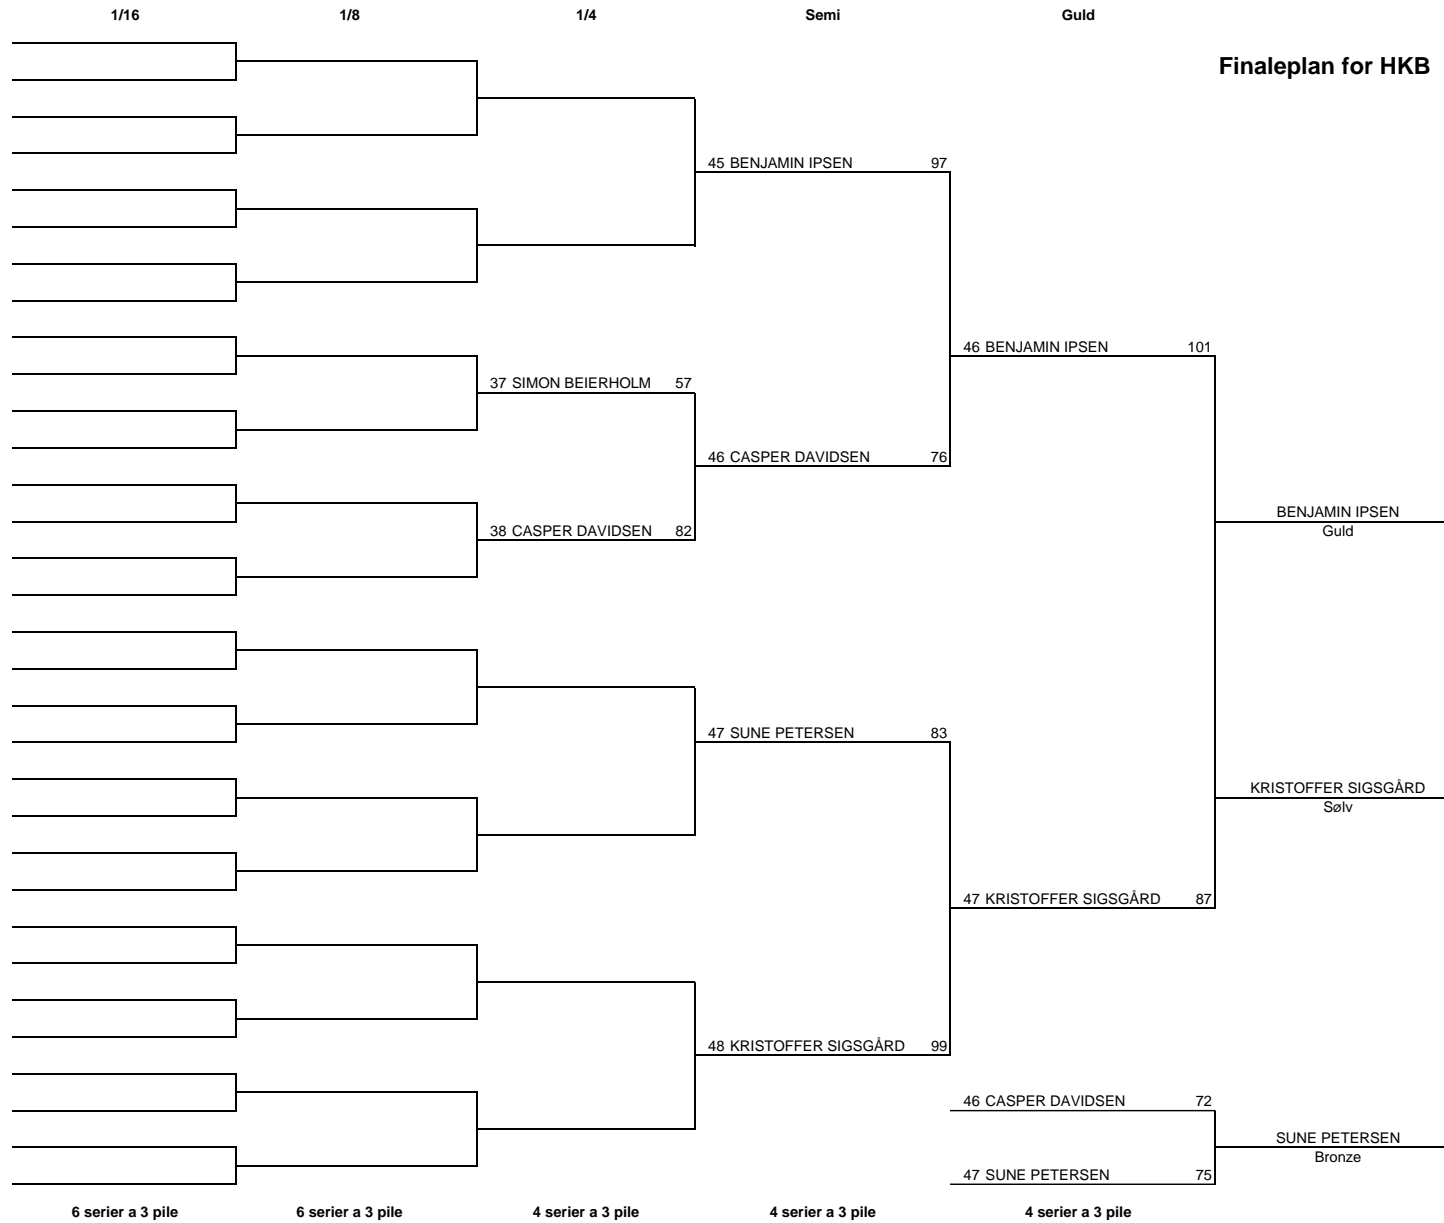 1/16 1/8 1/4 Semi Guld
Finaleplan for HKB
45 BENJAMIN IPSEN 97
46 BENJAMIN IPSEN 101
37 SIMON BEIERHOLM 57
46 CASPER DAVIDSEN 76
BENJAMIN IPSEN
38 CASPER DAVIDSEN 82
Guld
47 SUNE PETERSEN 83
KRISTOFFER SIGSGÅRD
Sølv
47 KRISTOFFER SIGSGÅRD 87
48 KRISTOFFER SIGSGÅRD 99
46 CASPER DAVIDSEN 72
SUNE PETERSEN
Bronze
47 SUNE PETERSEN 75
6 serier a 3 pile 6 serier a 3 pile 4 serier a 3 pile 4 serier a 3 pile 4 serier a 3 pile